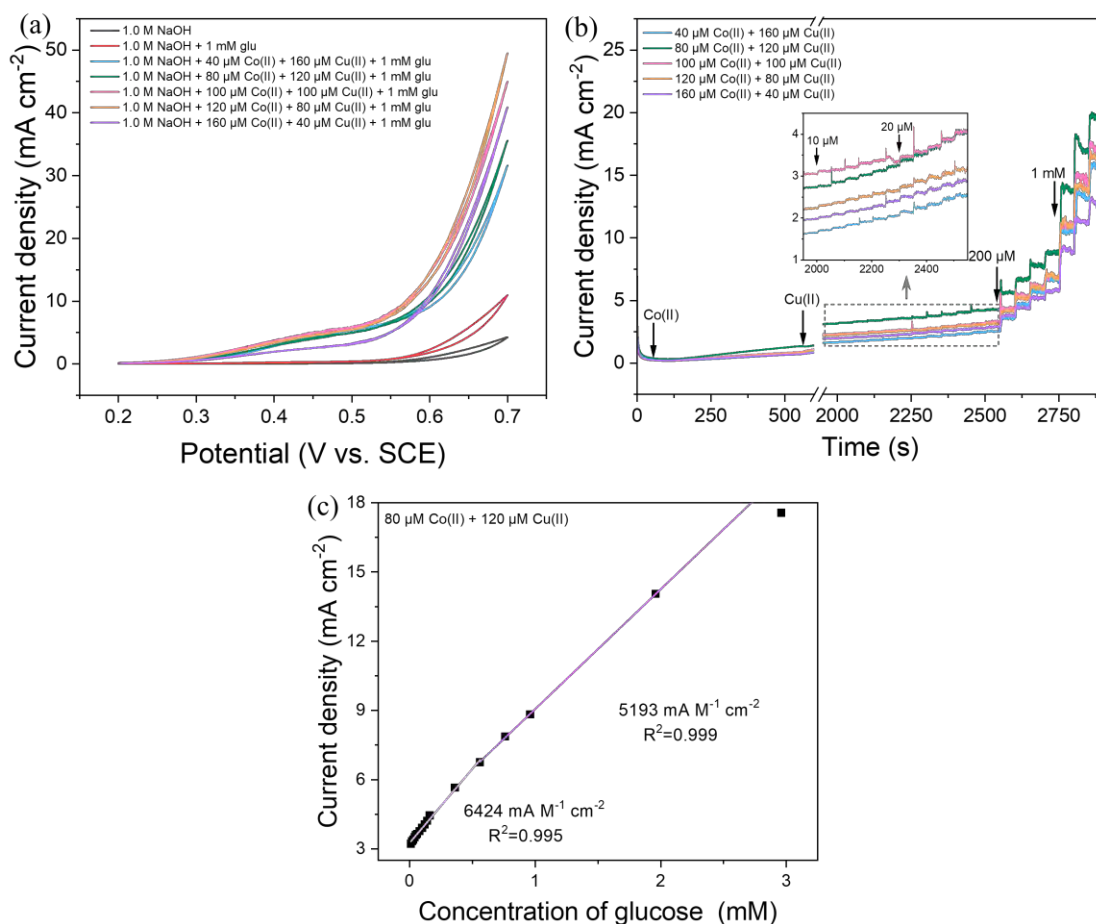 (a)
1.0 M NaOH
1.0 M NaOH + 1 mM glu
1.0 M NaOH + 40 μM Co(II) + 160 μM Cu(II) + 1 mM glu
1.0 M NaOH + 80 μM Co(II) + 120 μM Cu(II) + 1 mM glu
1.0 M NaOH + 100 μM Co(II) + 100 μM Cu(II) + 1 mM glu
1.0 M NaOH + 120 μM Co(II) + 80 μM Cu(II) + 1 mM glu
1.0 M NaOH + 160 μM Co(II) + 40 μM Cu(II) + 1 mM glu
Current density (mA cm⁻²)
50
40
30
20
10
0
0.2 0.3 0.4 0.5 0.6 0.7
Potential (V vs. SCE)
(b)
40 μM Co(II) + 160 μM Cu(II)
80 μM Co(II) + 120 μM Cu(II)
100 μM Co(II) + 100 μM Cu(II)
120 μM Co(II) + 80 μM Cu(II)
160 μM Co(II) + 40 μM Cu(II)
Current density (mA cm⁻²)
25
20
15
10
5
0
4
3
2
1
10 μM
20 μM
1950 2100 2250 2400
1 mM
200 μM
Cu(II)
Co(II)
0 250 500 2000 2250 2500 2750
Time (s)
(c)
80 μM Co(II) + 120 μM Cu(II)
Current density (mA cm⁻²)
18
15
12
9
6
3
5193 mA M⁻¹ cm⁻²
R²=0.999
6424 mA M⁻¹ cm⁻²
R²=0.995
0 1 2 3
Concentration of glucose (mM)